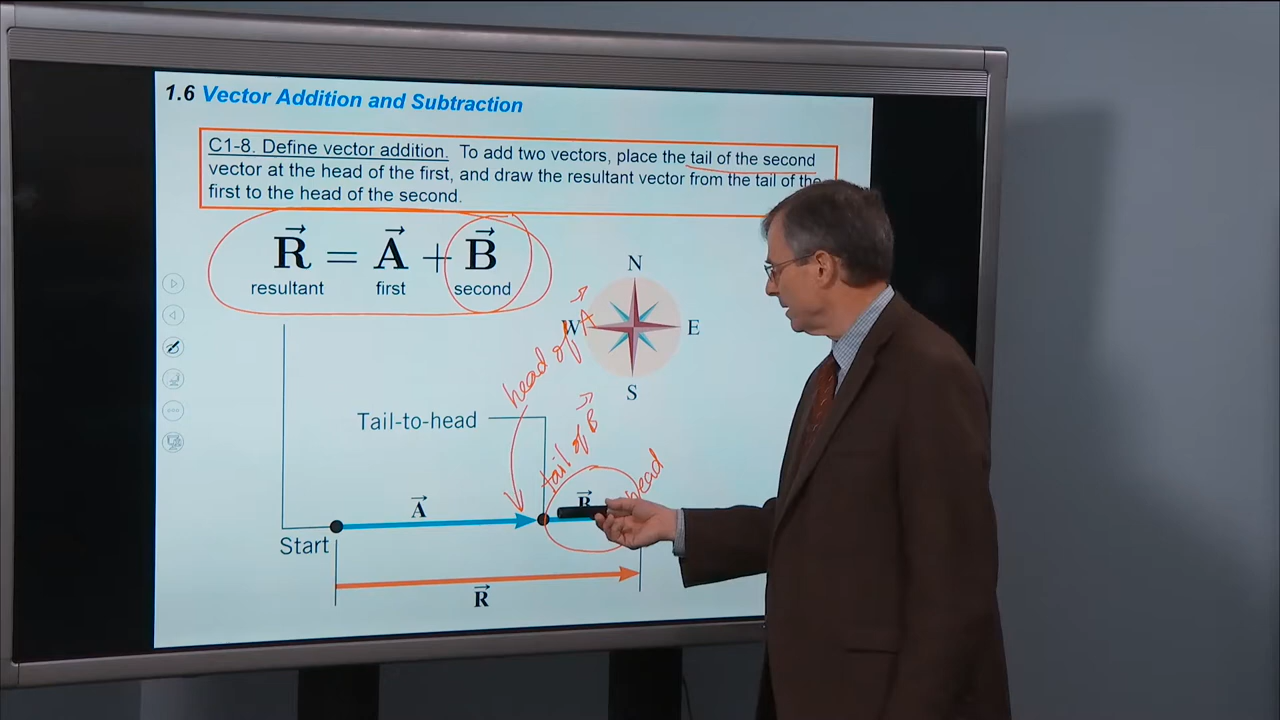 1.6 Vector Addition and Subtraction
C1-8. Define vector addition. To add two vectors, place the tail of the second
vector at the head of the first, and draw the resultant vector from the tail of the
first to the head of the second.
R = A + B
resultant first second
N
W E
S
head of A
Tail-to-head
tail of B
head
A
B
Start
R